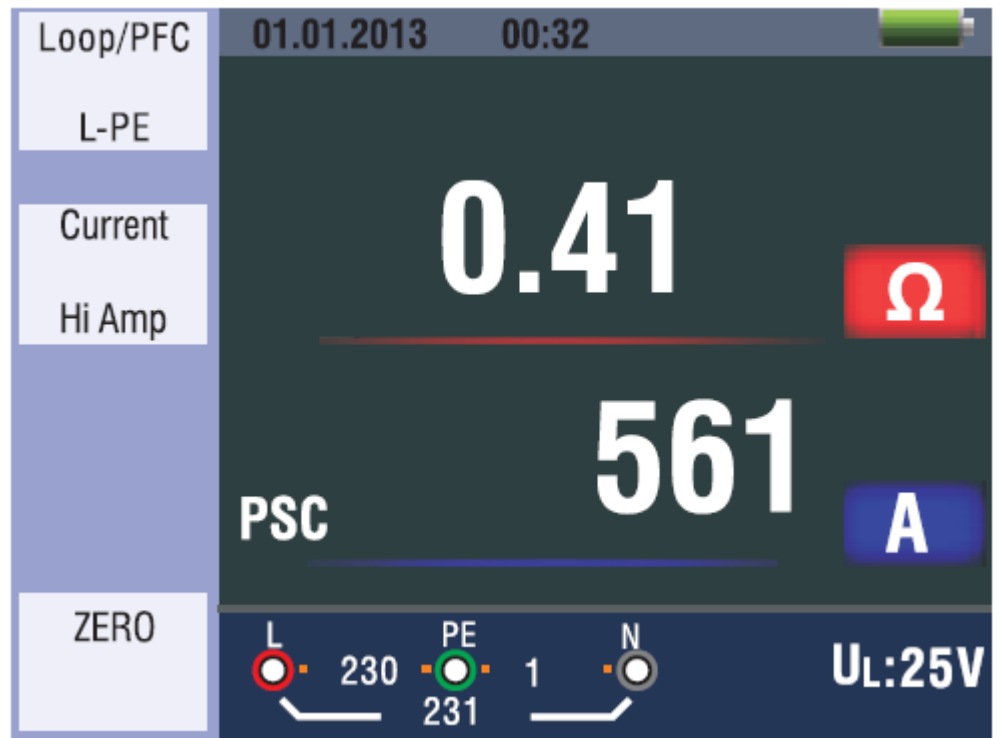 Loop/PFC
L-PE
Current
Hi Amp
ZERO
01.01.2013 00:32
0.41 Ω
561
PSC A
L PE N
230 1
231
UL:25V